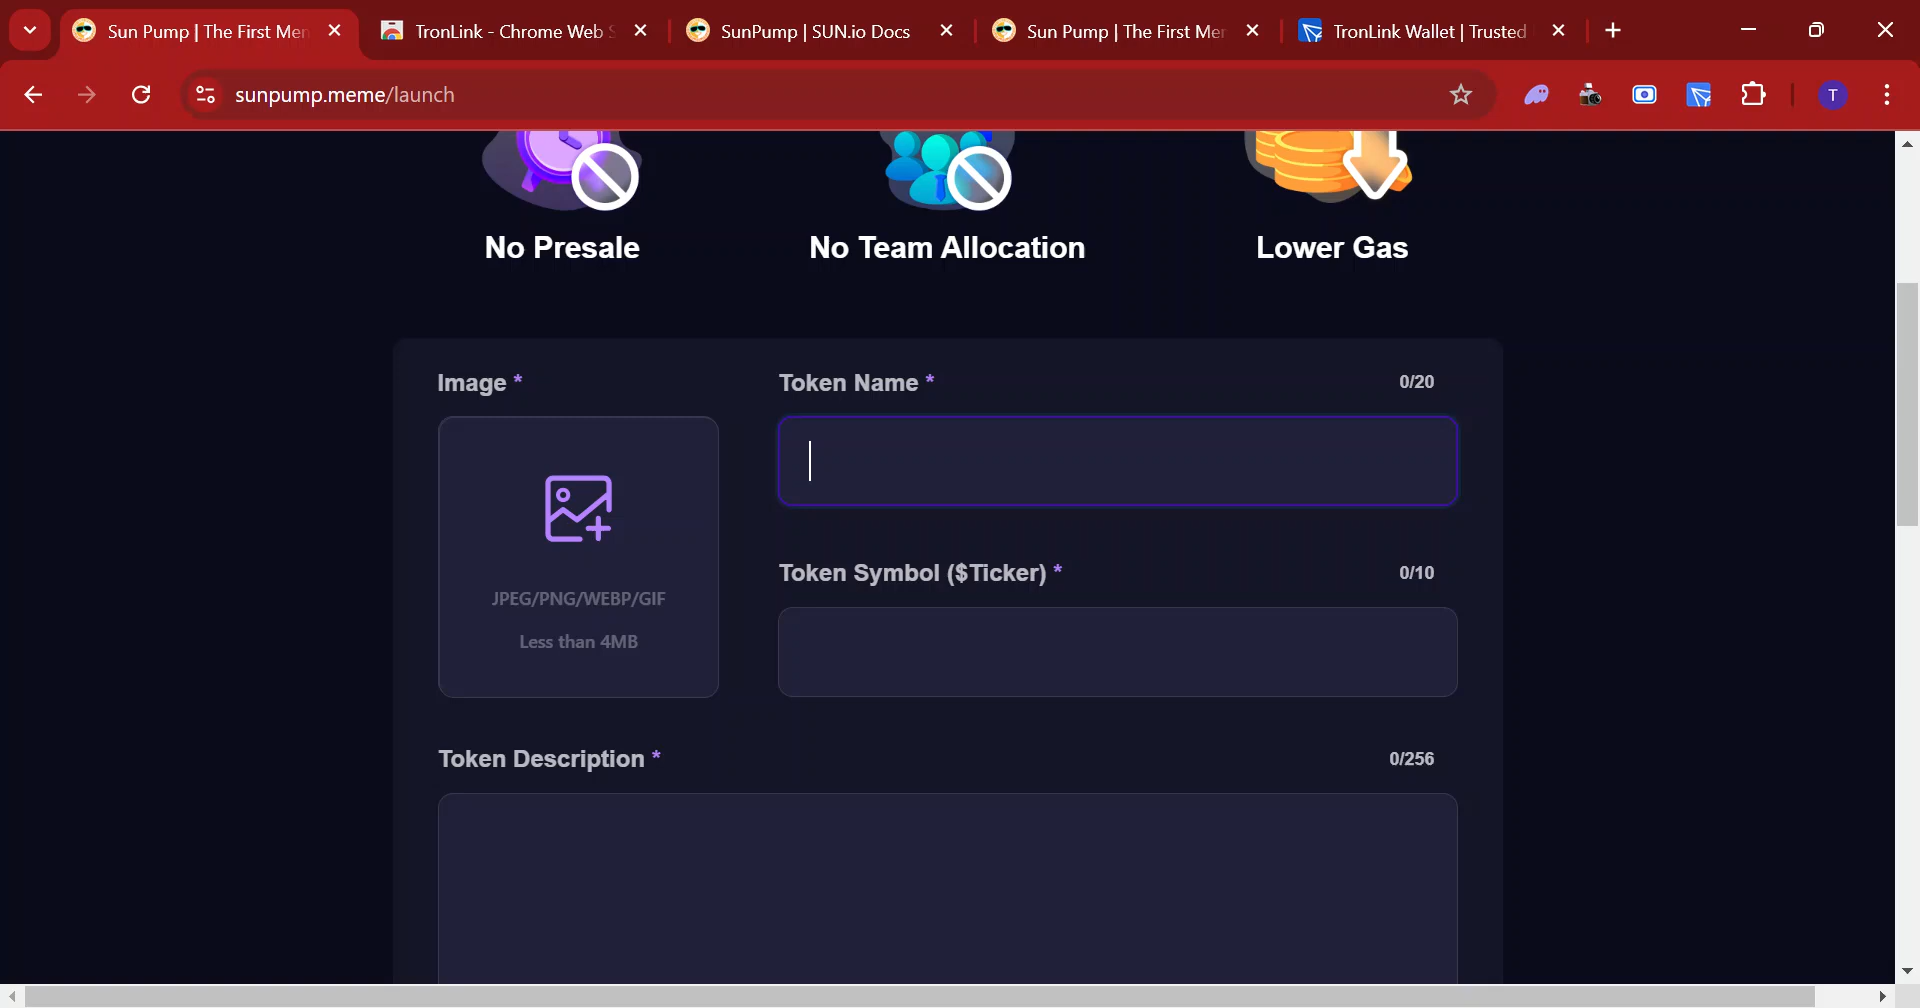 Sun Pump | The First Mem
TronLink - Chrome Web S
SunPump | SUN.io Docs
Sun Pump | The First Mem
TronLink Wallet | Trusted
sunpump.meme/launch
T
No Presale
No Team Allocation
Lower Gas
Image *
Token Name *
0/20
JPEG/PNG/WEBP/GIF
Less than 4MB
Token Symbol ($Ticker) *
0/10
Token Description *
0/256